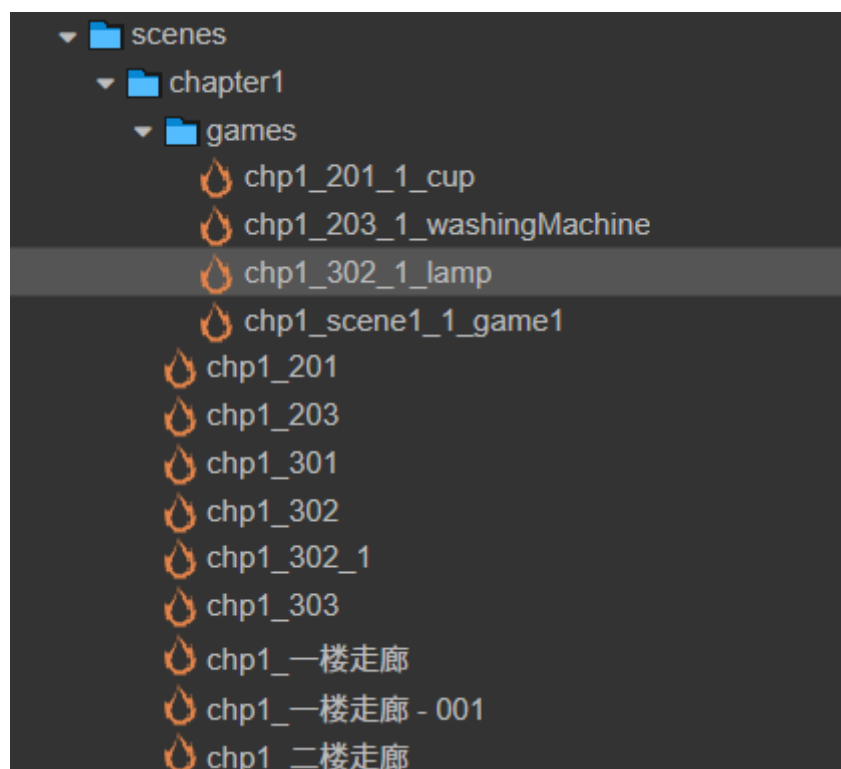 scenes
chapter1
games
chp1_201_1_cup
chp1_203_1_washingMachine
chp1_302_1_lamp
chp1_scene1_1_game1
chp1_201
chp1_203
chp1_301
chp1_302
chp1_302_1
chp1_303
chp1_一楼走廊
chp1_一楼走廊 - 001
chp1_二楼走廊